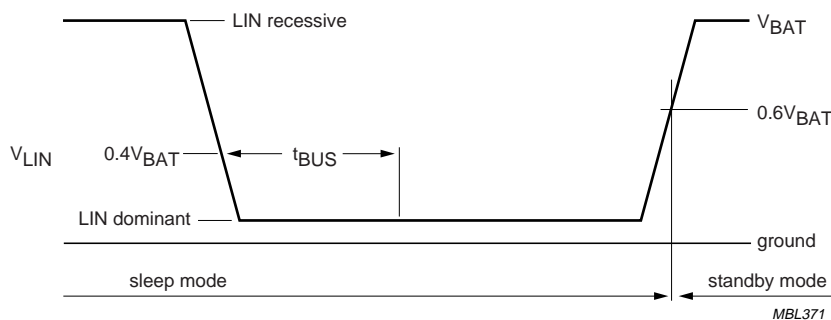 LIN recessive
VBAT
0.6VBAT
VLIN
0.4VBAT
tBUS
LIN dominant
ground
sleep mode
standby mode
MBL371